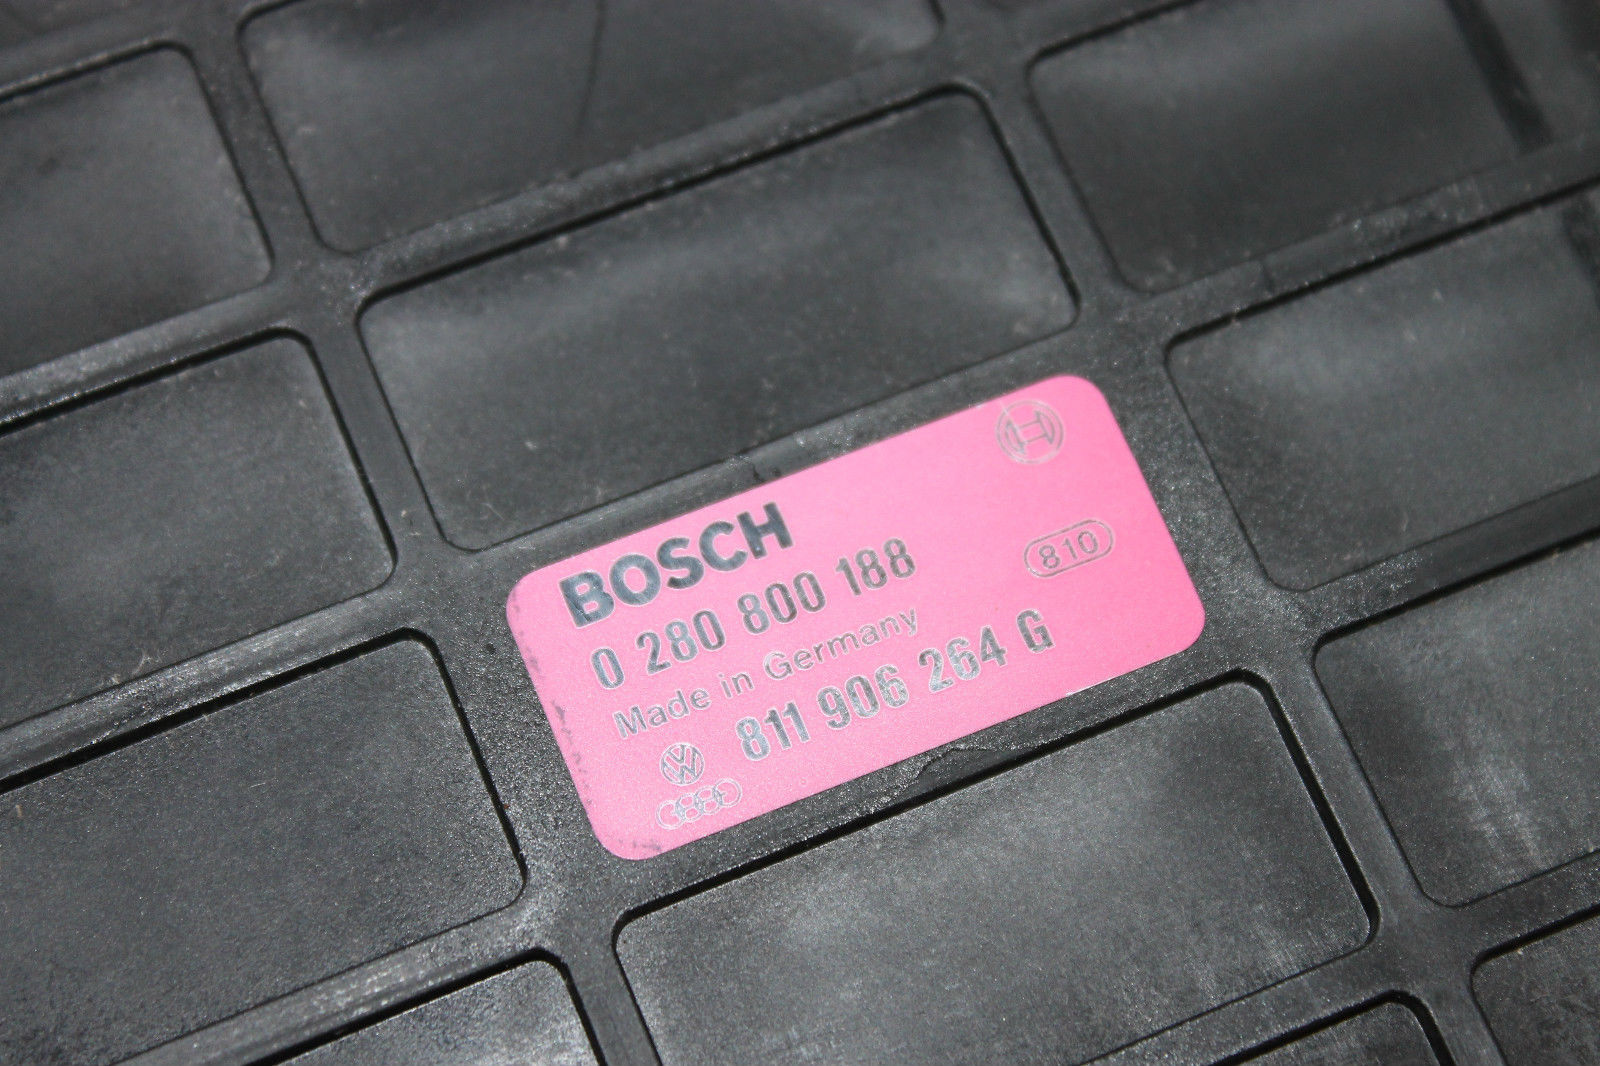 BOSCH
0 280 800 188
810
Made in Germany
811 906 264 G